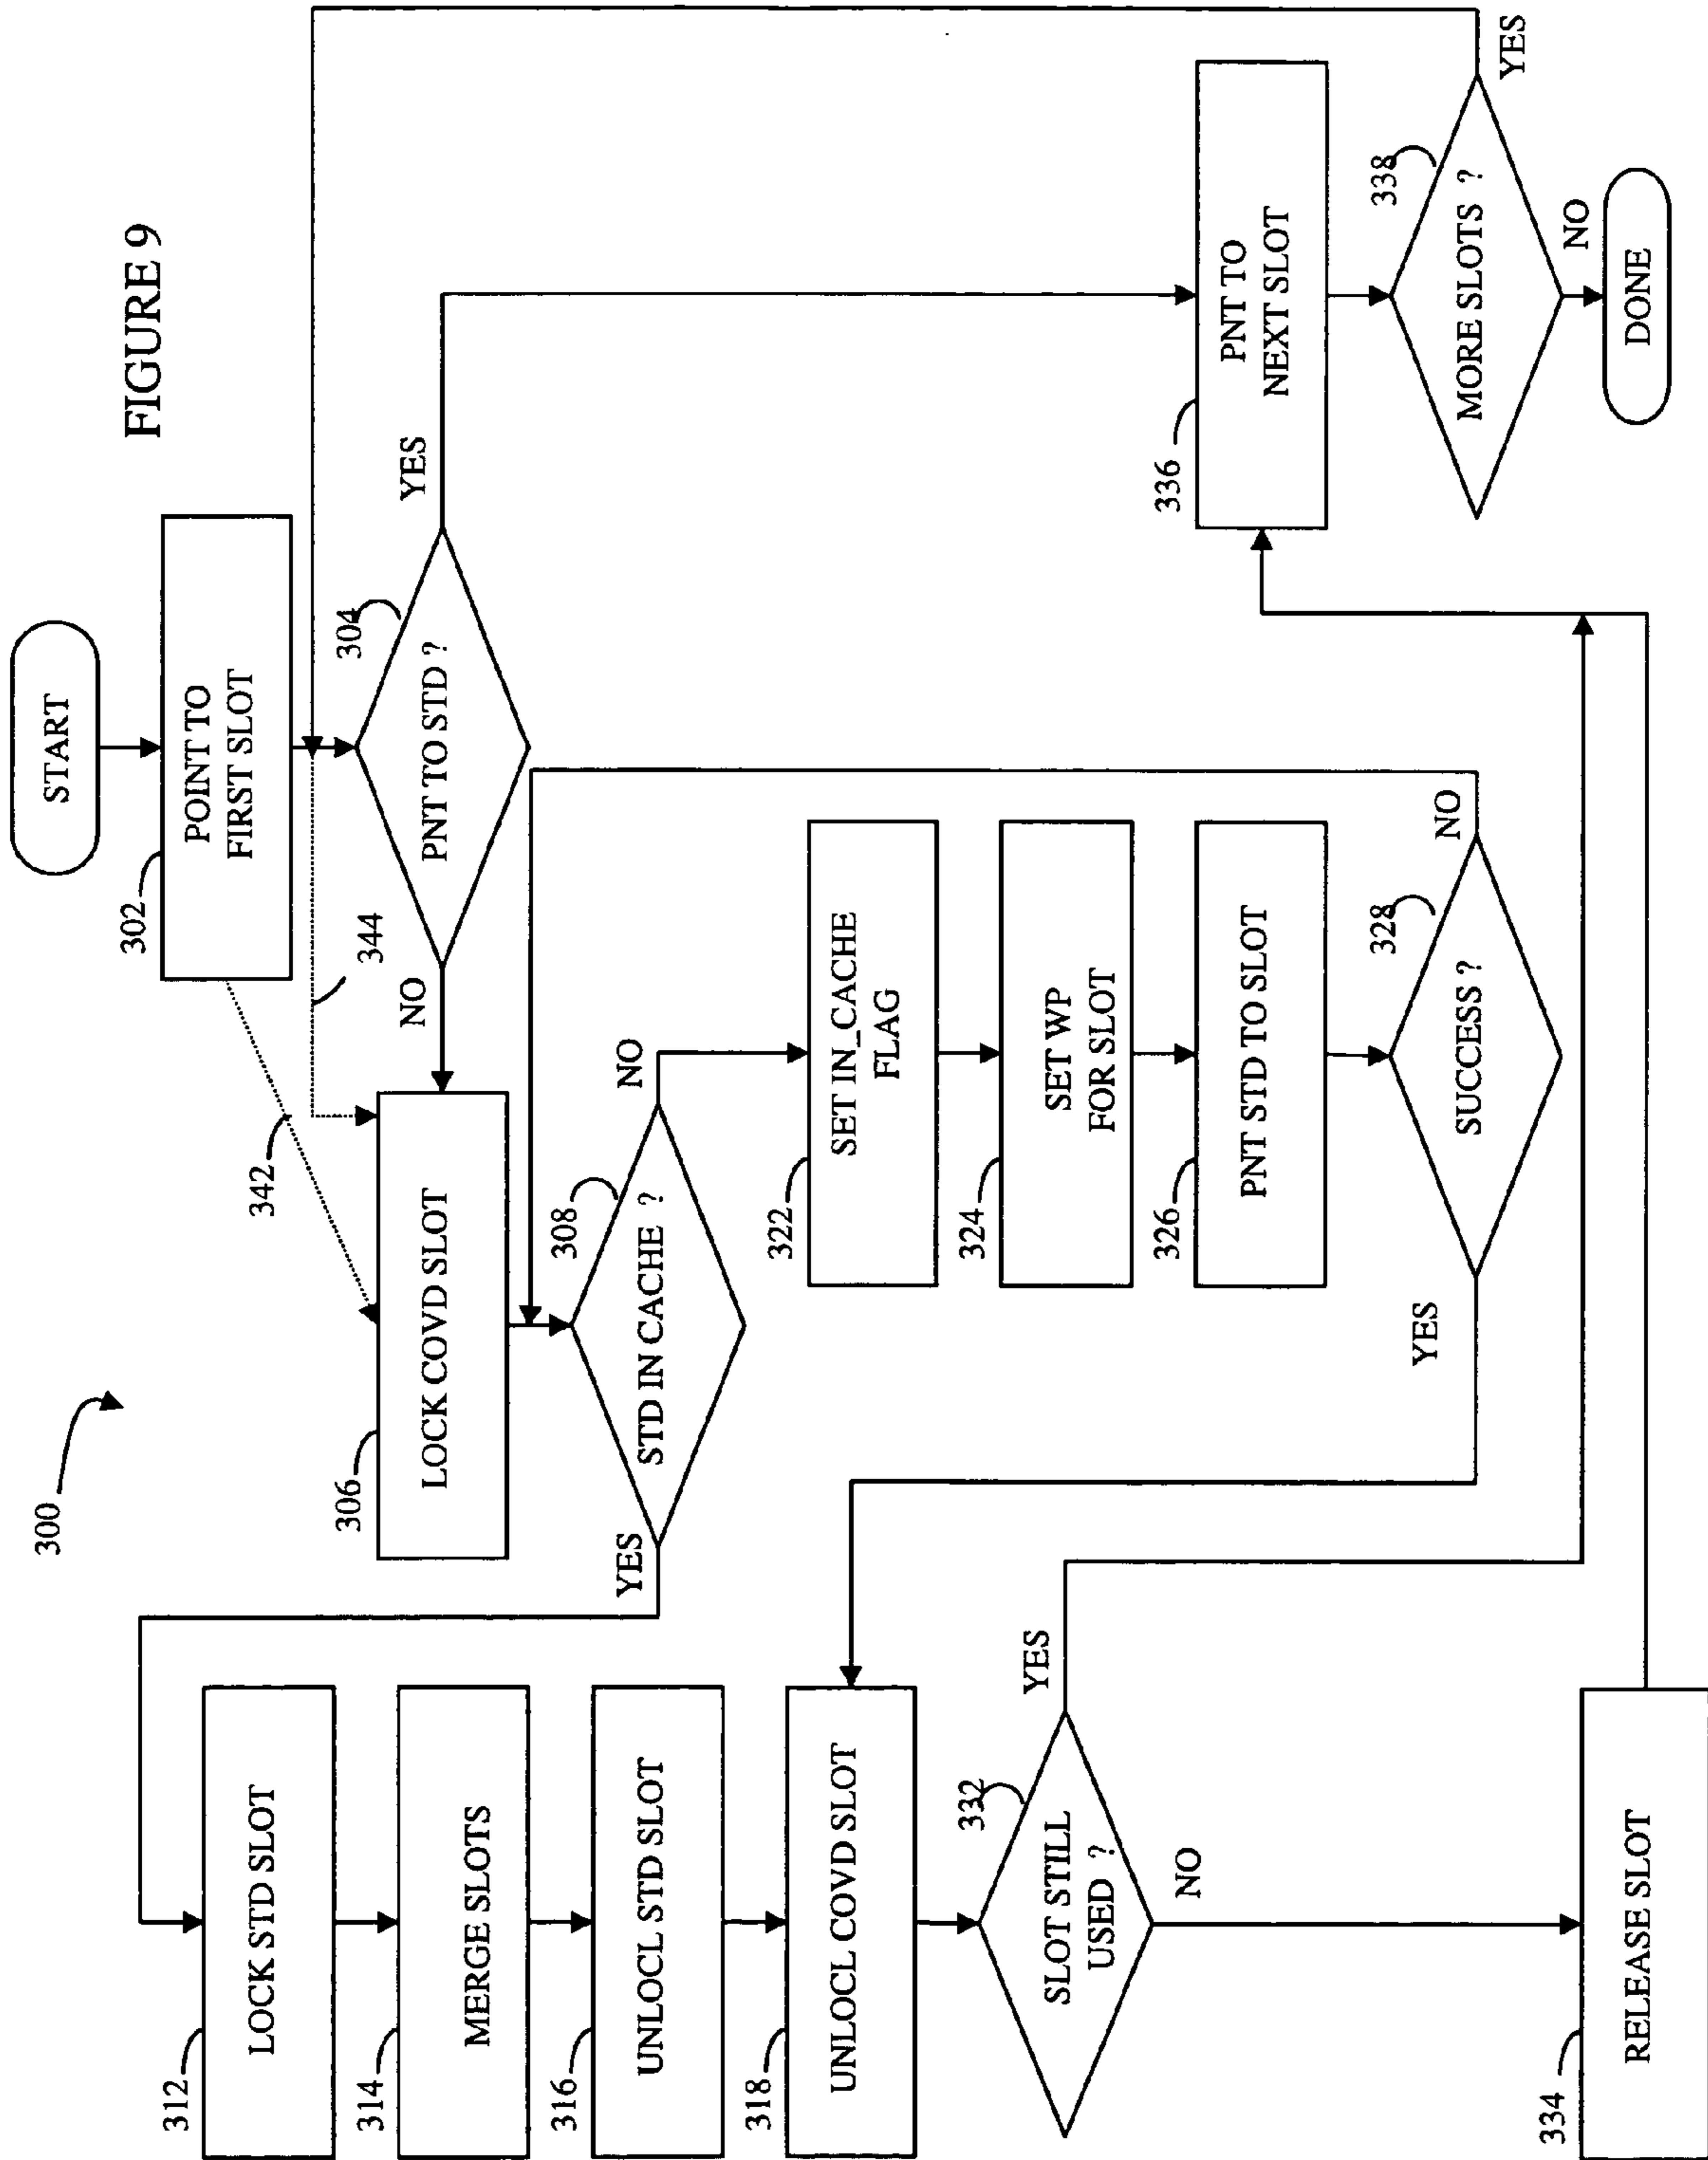 FIGURE 9
300
START
302
POINT TO
FIRST SLOT
342
344
304
PNT TO STD ?
YES
NO
306
LOCK COVD SLOT
308
STD IN CACHE ?
YES
NO
312
LOCK STD SLOT
314
MERGE SLOTS
316
UNLOCL STD SLOT
318
UNLOCL COVD SLOT
322
SET IN_CACHE
FLAG
324
SET WP
FOR SLOT
326
PNT STD TO SLOT
328
SUCCESS ?
YES
NO
332
SLOT STILL
USED ?
YES
NO
334
RELEASE SLOT
336
PNT TO
NEXT SLOT
338
MORE SLOTS ?
YES
NO
DONE